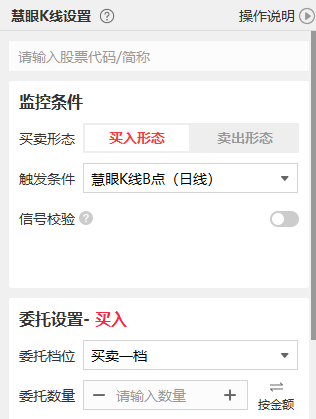 慧眼K线设置 ? 操作说明
请输入股票代码/简称
监控条件
买卖形态 买入形态 卖出形态
触发条件 慧眼K线B点（日线）
信号校验 ?
委托设置- 买入
委托档位 买卖一档
委托数量 − 请输入数量 + 按金额